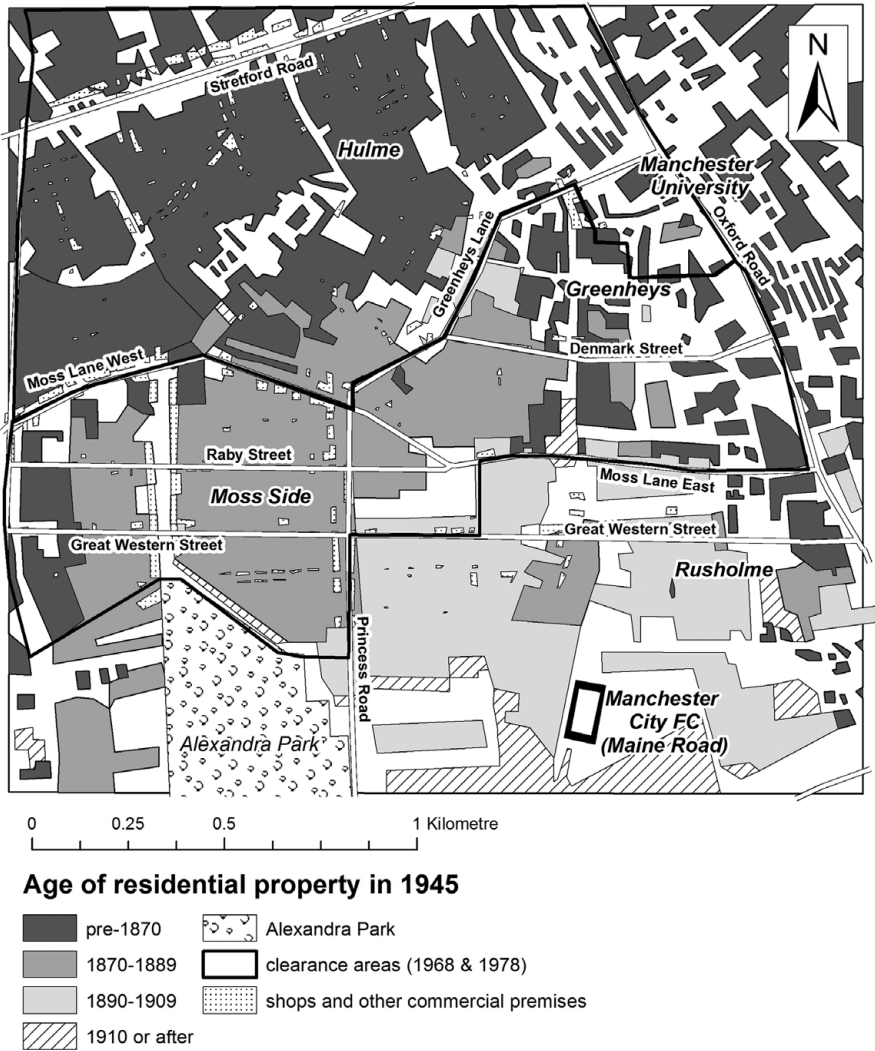 N
Stretford Road
Hulme
Manchester
University
Oxford Road
Greenheys Lane
Greenheys
Denmark Street
Moss Lane West
Raby Street
Moss Side
Moss Lane East
Great Western Street
Great Western Street
Rusholme
Princess Road
Manchester
City FC
(Maine Road)
Alexandra Park
0 0.25 0.5 1 Kilometre
Age of residential property in 1945
pre-1870
Alexandra Park
1870-1889
clearance areas (1968 & 1978)
1890-1909
shops and other commercial premises
1910 or after